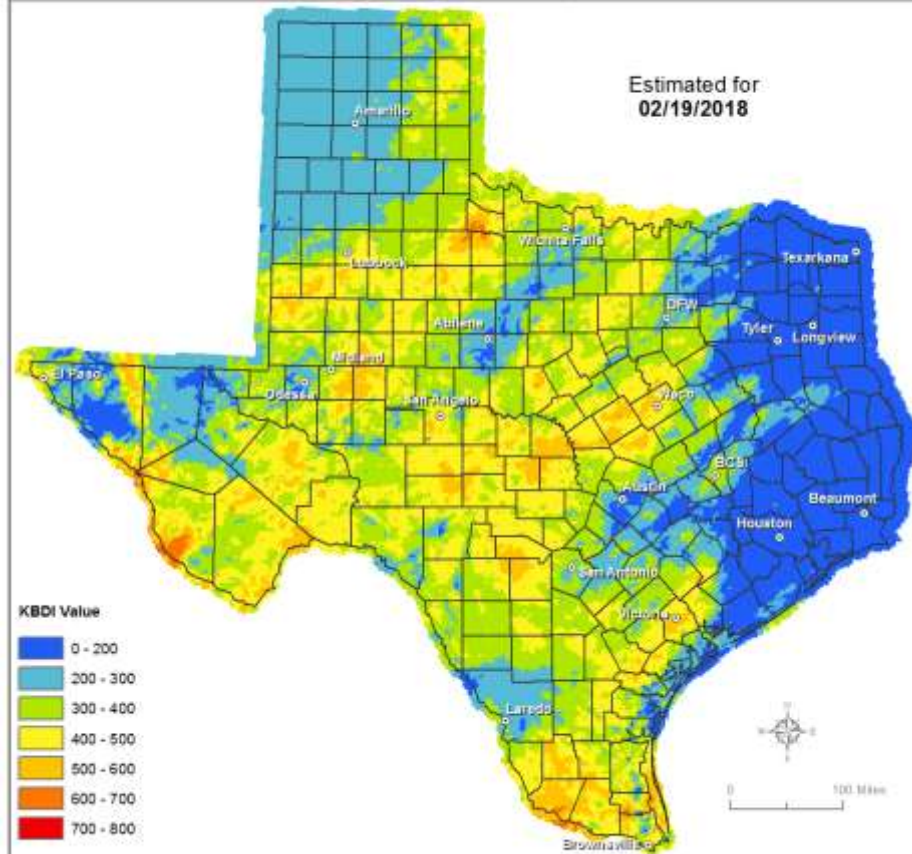 Estimated for
02/19/2018
Amarillo
Wichita Falls
Lubbock
Texarkana
DFW
Abilene
Tyler
Longview
Midland
El Paso
Odessa
San Angelo
Waco
BCS
Austin
Beaumont
Houston
San Antonio
Victoria
Laredo
Brownsville
KBDI Value
0 - 200
200 - 300
300 - 400
400 - 500
500 - 600
600 - 700
700 - 800
0 100 Miles